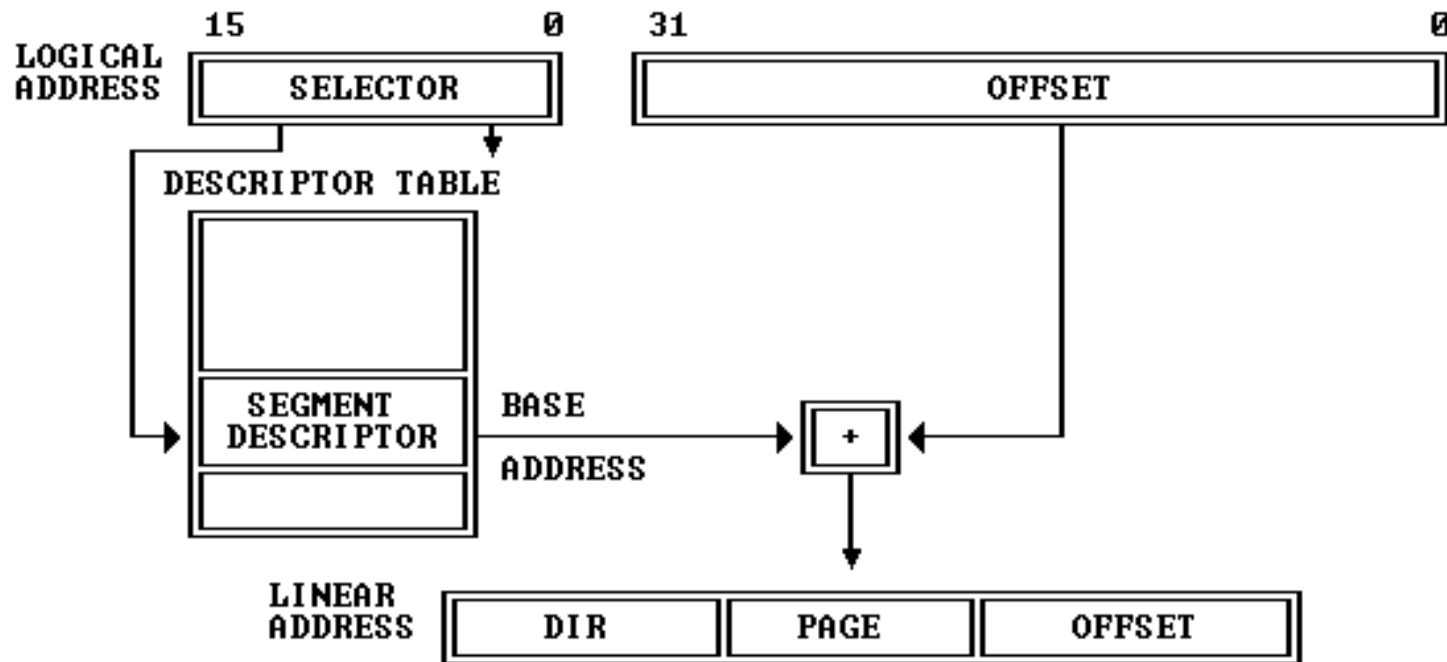 15 0 31 0
LOGICAL
ADDRESS
SELECTOR
OFFSET
DESCRIPTOR TABLE
SEGMENT
DESCRIPTOR
BASE
ADDRESS
+
LINEAR
ADDRESS
DIR PAGE OFFSET